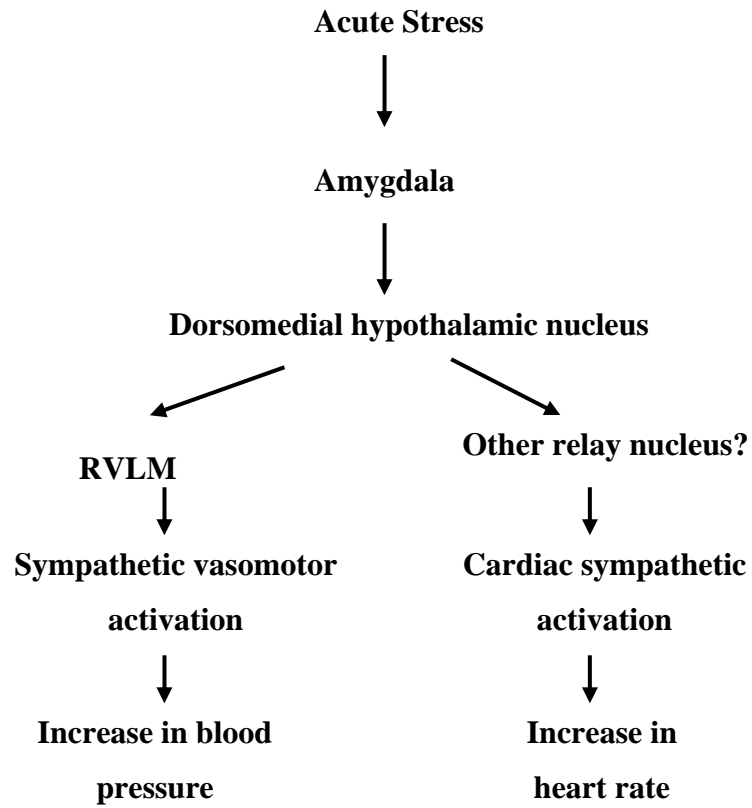 Acute Stress
Amygdala
Dorsomedial hypothalamic nucleus
RVLM
Other relay nucleus?
Sympathetic vasomotor
activation
Cardiac sympathetic
activation
Increase in blood
pressure
Increase in
heart rate